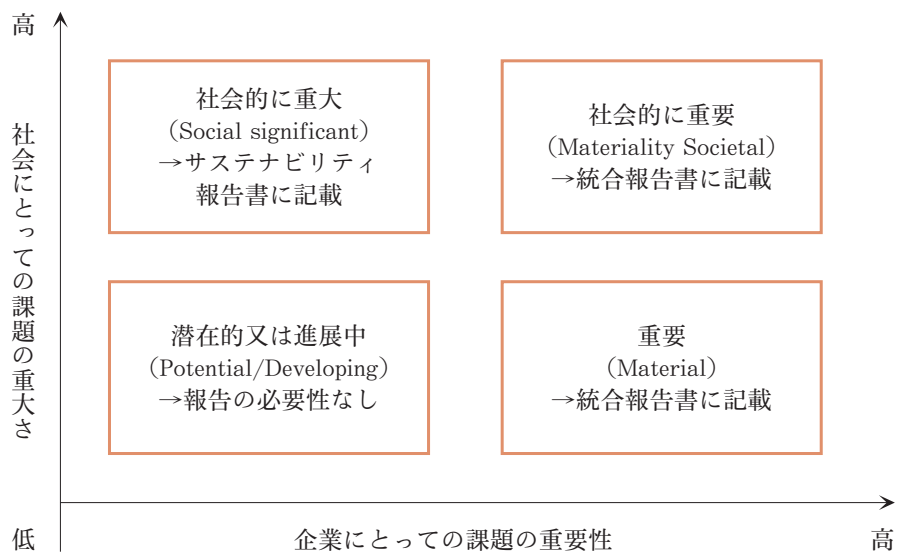 高
社会にとっての課題の重大さ
社会的に重大
(Social significant)
→サステナビリティ
報告書に記載
社会的に重要
(Materiality Societal)
→統合報告書に記載
潜在的又は進展中
(Potential/Developing)
→報告の必要性なし
重要
(Material)
→統合報告書に記載
低
企業にとっての課題の重要性
高